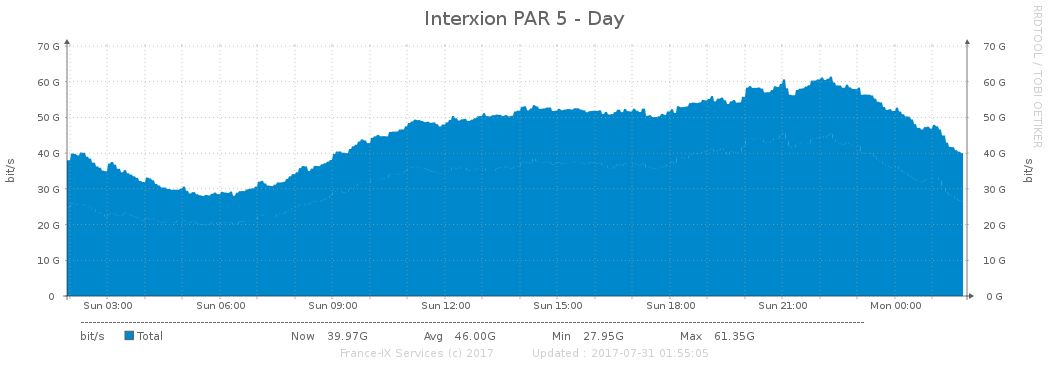 Interxion PAR 5 - Day
RRDTOOL / TOBI OETIKER
70 G 70 G
60 G 60 G
50 G 50 G
40 G 40 G
30 G 30 G
20 G 20 G
10 G 10 G
0 0 G
bit/s bit/s
Sun 03:00 Sun 06:00 Sun 09:00 Sun 12:00 Sun 15:00 Sun 18:00 Sun 21:00 Mon 00:00
bit/s Total Now 39.97G Avg 46.00G Min 27.95G Max 61.35G
France-IX Services (c) 2017 Updated : 2017-07-31 01:55:05